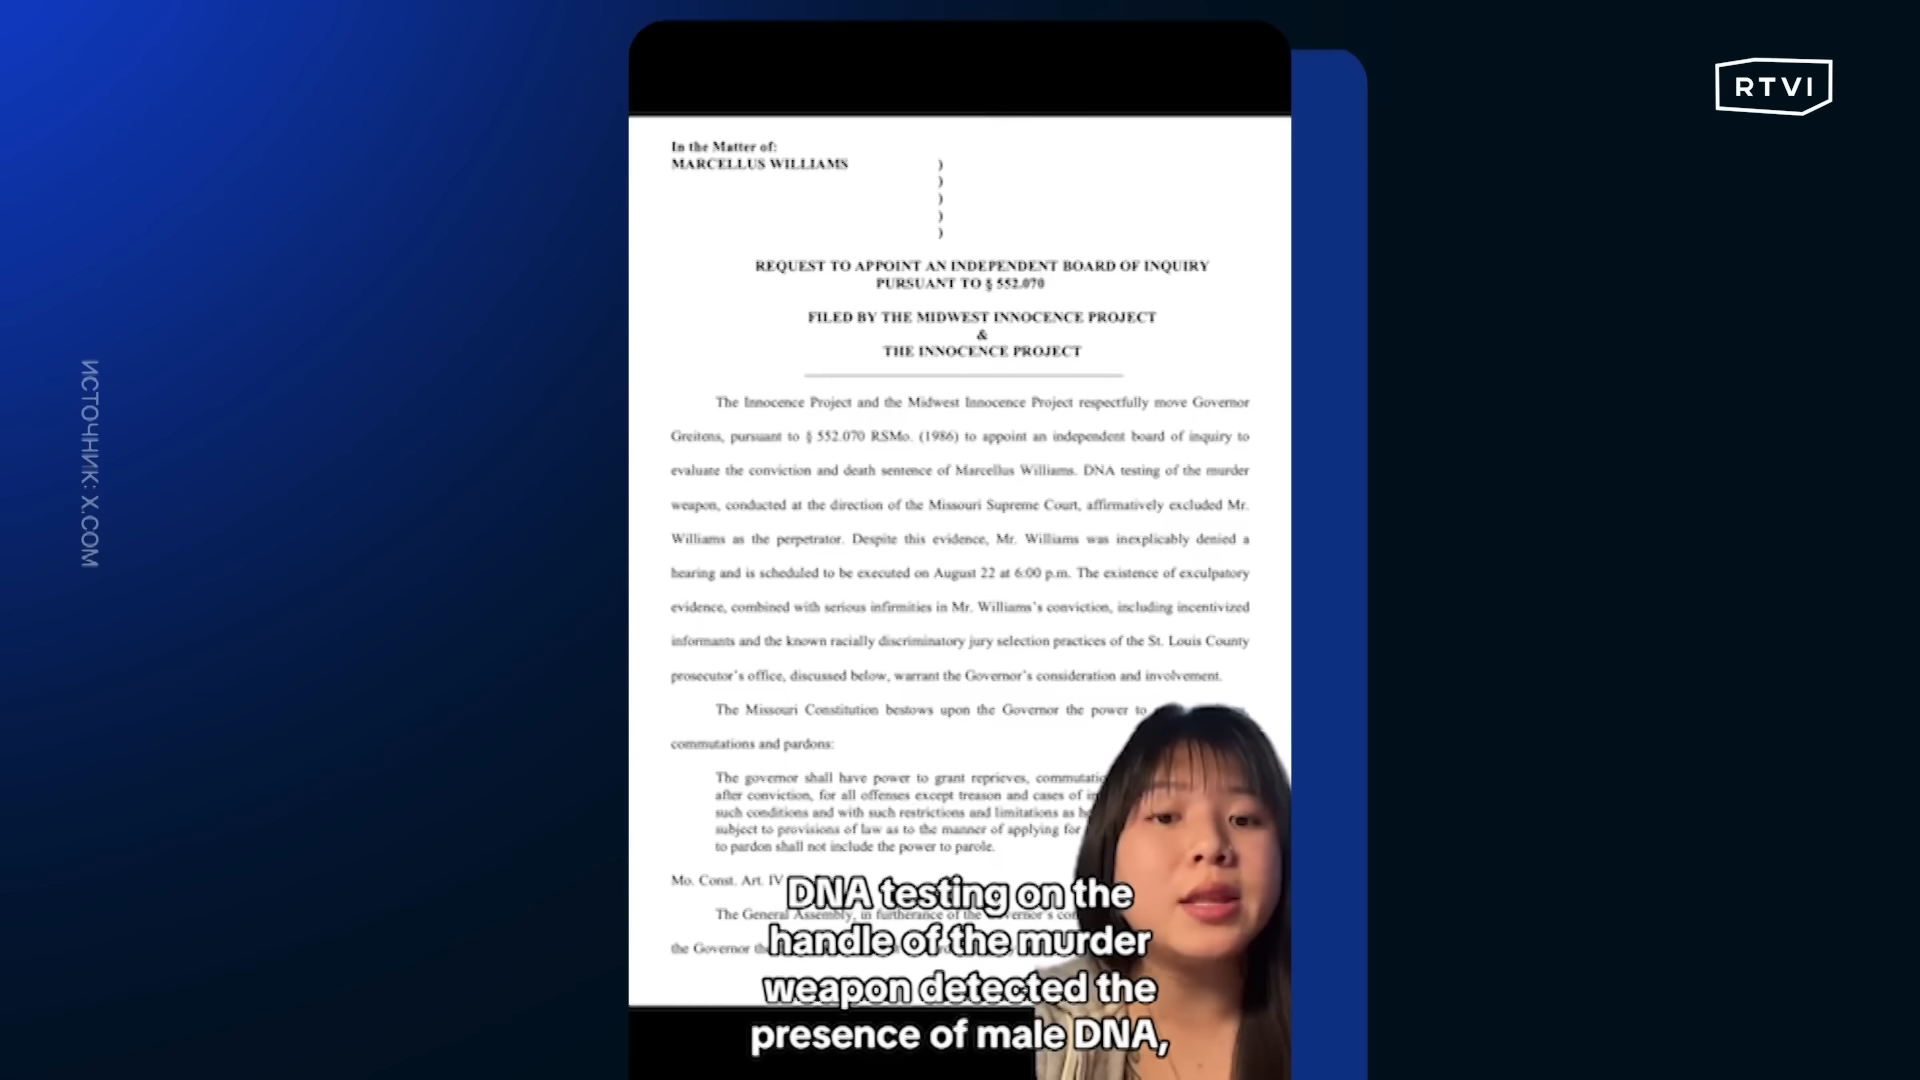 RTVI
ИСТОЧНИК: X.COM
In the Matter of:
MARCELLUS WILLIAMS )
)
)
)
)
REQUEST TO APPOINT AN INDEPENDENT BOARD OF INQUIRY
PURSUANT TO § 552.070
FILED BY THE MIDWEST INNOCENCE PROJECT
&
THE INNOCENCE PROJECT
The Innocence Project and the Midwest Innocence Project respectfully move Governor
Greitens, pursuant to § 552.070 RSMo. (1986) to appoint an independent board of inquiry to
evaluate the conviction and death sentence of Marcellus Williams. DNA testing of the murder
weapon, conducted at the direction of the Missouri Supreme Court, affirmatively excluded Mr.
Williams as the perpetrator. Despite this evidence, Mr. Williams was inexplicably denied a
hearing and is scheduled to be executed on August 22 at 6:00 p.m. The existence of exculpatory
evidence, combined with serious infirmities in Mr. Williams's conviction, including incentivized
informants and the known racially discriminatory jury selection practices of the St. Louis County
prosecutor's office, discussed below, warrant the Governor's consideration and involvement.
The Missouri Constitution bestows upon the Governor the power to
commutations and pardons:
The governor shall have power to grant reprieves,
after conviction, for all offenses except treason and cases of
such conditions and with such restrictions and limitations as
subject to provisions of law as to the manner of applying for
to pardon shall not include the power to parole.
Mo. Const. Art. IV
The General Assembly, in furtherance of the
the Governor
DNA testing on the
handle of the murder
weapon detected the
presence of male DNA,